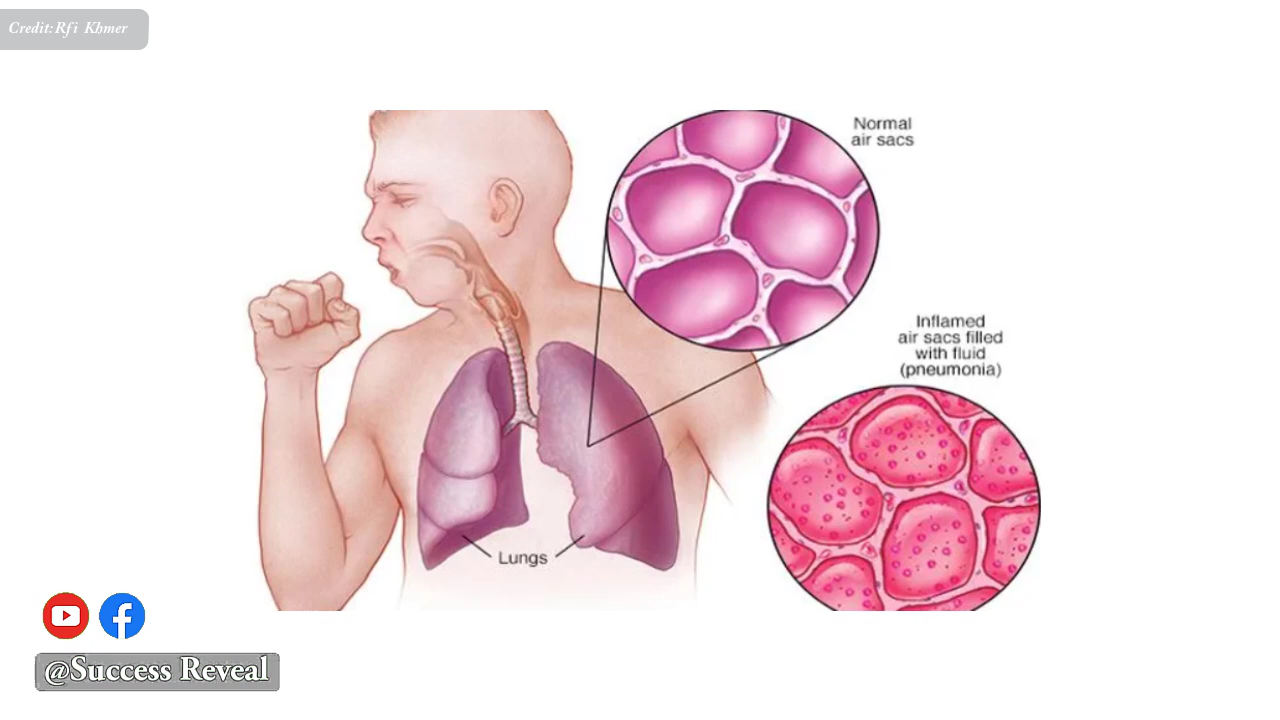 Credit:Rfi Khmer
Normal
air sacs
Inflamed
air sacs filled
with fluid
(pneumonia)
Lungs
@Success Reveal